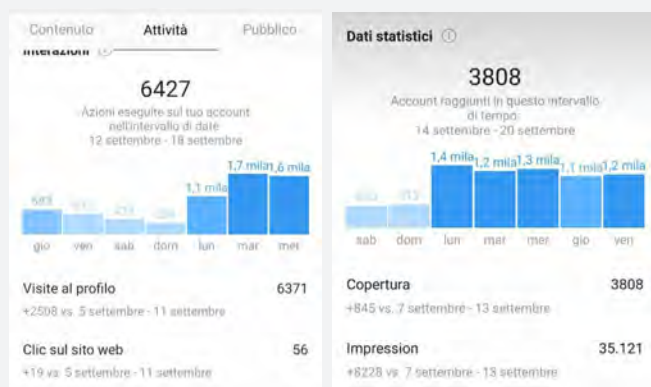 Contenuto Attività Pubblico
Interazioni
6427
Azioni eseguite sul tuo account
nell'intervallo di date
12 settembre - 18 settembre
1,7 mila 1,6 mila
1,1 mila
gio ven sab dom lun mar mer
Visite al profilo 6371
+2508 vs. 5 settembre - 11 settembre
Clic sul sito web 56
+19 vs. 5 settembre - 11 settembre
Dati statistici
3808
Account raggiunti in questo intervallo
di tempo
14 settembre - 20 settembre
1,4 mila 1,2 mila 1,3 mila 1,1 mila 1,2 mila
sab dom lun mar mer gio ven
Copertura 3808
+845 vs. 7 settembre - 13 settembre
Impression 35.121
+8228 vs. 7 settembre - 13 settembre